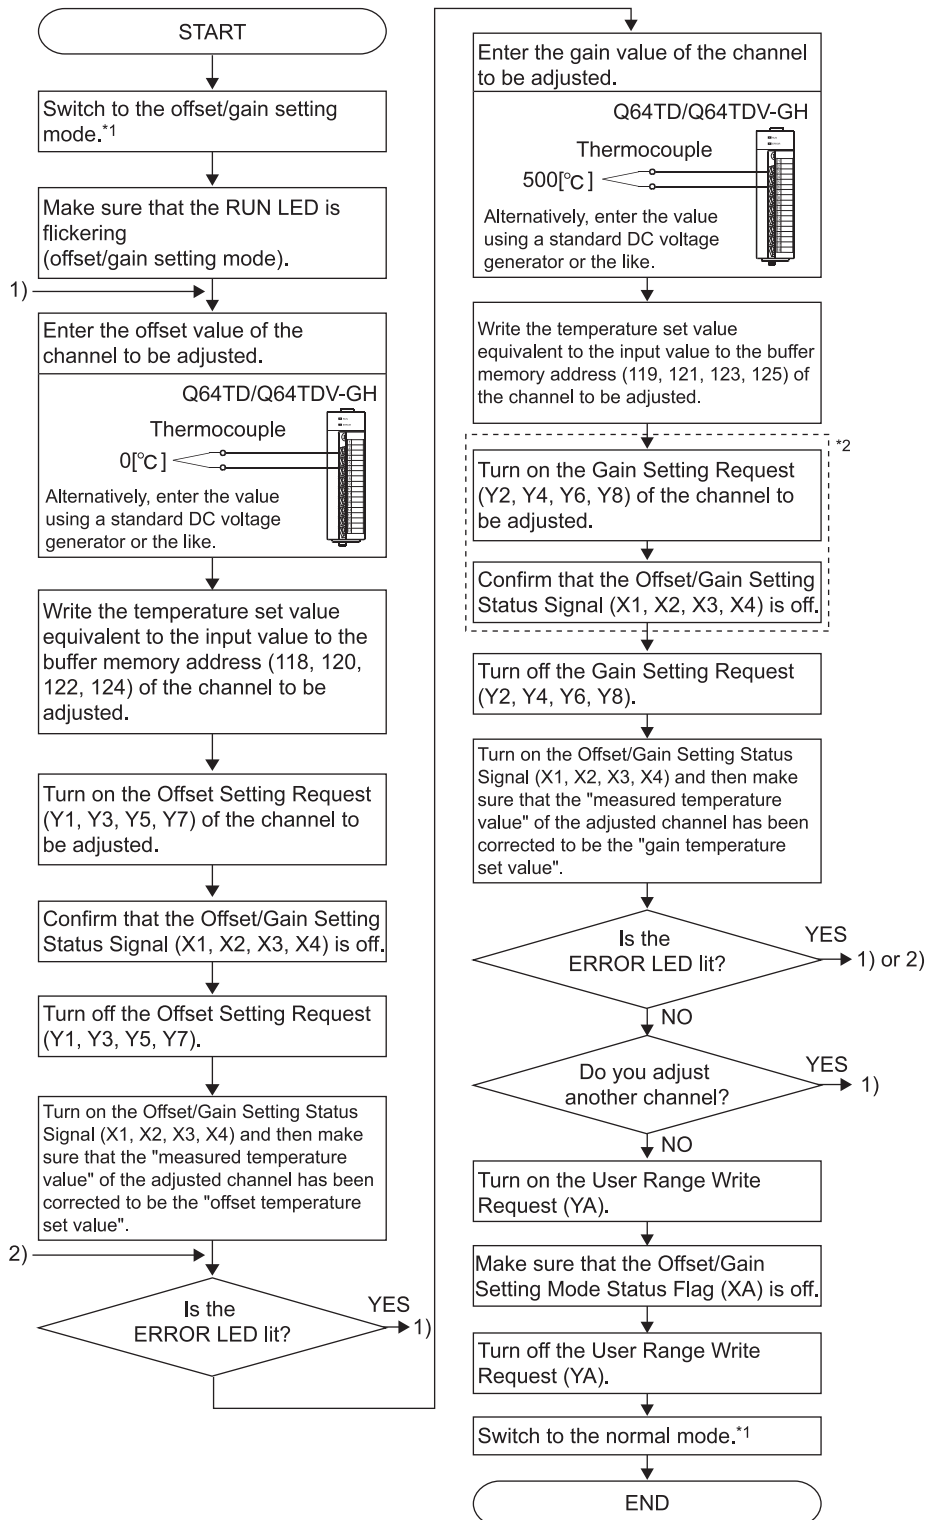 START
Switch to the offset/gain setting
mode.*1
Make sure that the RUN LED is
flickering
(offset/gain setting mode).
1)
Enter the offset value of the
channel to be adjusted.
Q64TD/Q64TDV-GH
Thermocouple
0[°C]
Alternatively, enter the value
using a standard DC voltage
generator or the like.
Write the temperature set value
equivalent to the input value to the
buffer memory address (118, 120,
122, 124) of the channel to be
adjusted.
Turn on the Offset Setting Request
(Y1, Y3, Y5, Y7) of the channel to
be adjusted.
Confirm that the Offset/Gain Setting
Status Signal (X1, X2, X3, X4) is off.
Turn off the Offset Setting Request
(Y1, Y3, Y5, Y7).
Turn on the Offset/Gain Setting Status
Signal (X1, X2, X3, X4) and then make
sure that the "measured temperature
value" of the adjusted channel has been
corrected to be the "offset temperature
set value".
2)
Is the
ERROR LED lit?
YES
1)
Enter the gain value of the channel
to be adjusted.
Q64TD/Q64TDV-GH
Thermocouple
500[°C]
Alternatively, enter the value
using a standard DC voltage
generator or the like.
Write the temperature set value
equivalent to the input value to the buffer
memory address (119, 121, 123, 125) of
the channel to be adjusted.
*2
Turn on the Gain Setting Request
(Y2, Y4, Y6, Y8) of the channel to
be adjusted.
Confirm that the Offset/Gain Setting
Status Signal (X1, X2, X3, X4) is off.
Turn off the Gain Setting Request
(Y2, Y4, Y6, Y8).
Turn on the Offset/Gain Setting Status
Signal (X1, X2, X3, X4) and then make
sure that the "measured temperature
value" of the adjusted channel has been
corrected to be the "gain temperature
set value".
Is the
ERROR LED lit?
YES
1) or 2)
NO
Do you adjust
another channel?
YES
1)
NO
Turn on the User Range Write
Request (YA).
Make sure that the Offset/Gain
Setting Mode Status Flag (XA) is off.
Turn off the User Range Write
Request (YA).
Switch to the normal mode.*1
END